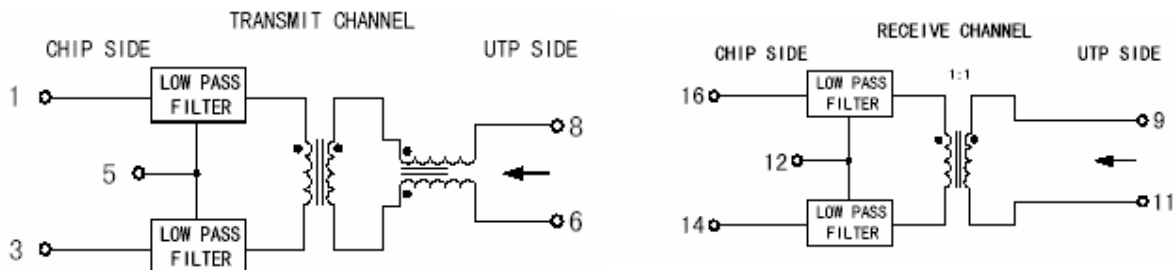 TRANSMIT CHANNEL
CHIP SIDE
UTP SIDE
1
LOW PASS
FILTER
8
5
6
3
LOW PASS
FILTER
RECEIVE CHANNEL
CHIP SIDE
UTP SIDE
1:1
16
LOW PASS
FILTER
9
12
11
14
LOW PASS
FILTER